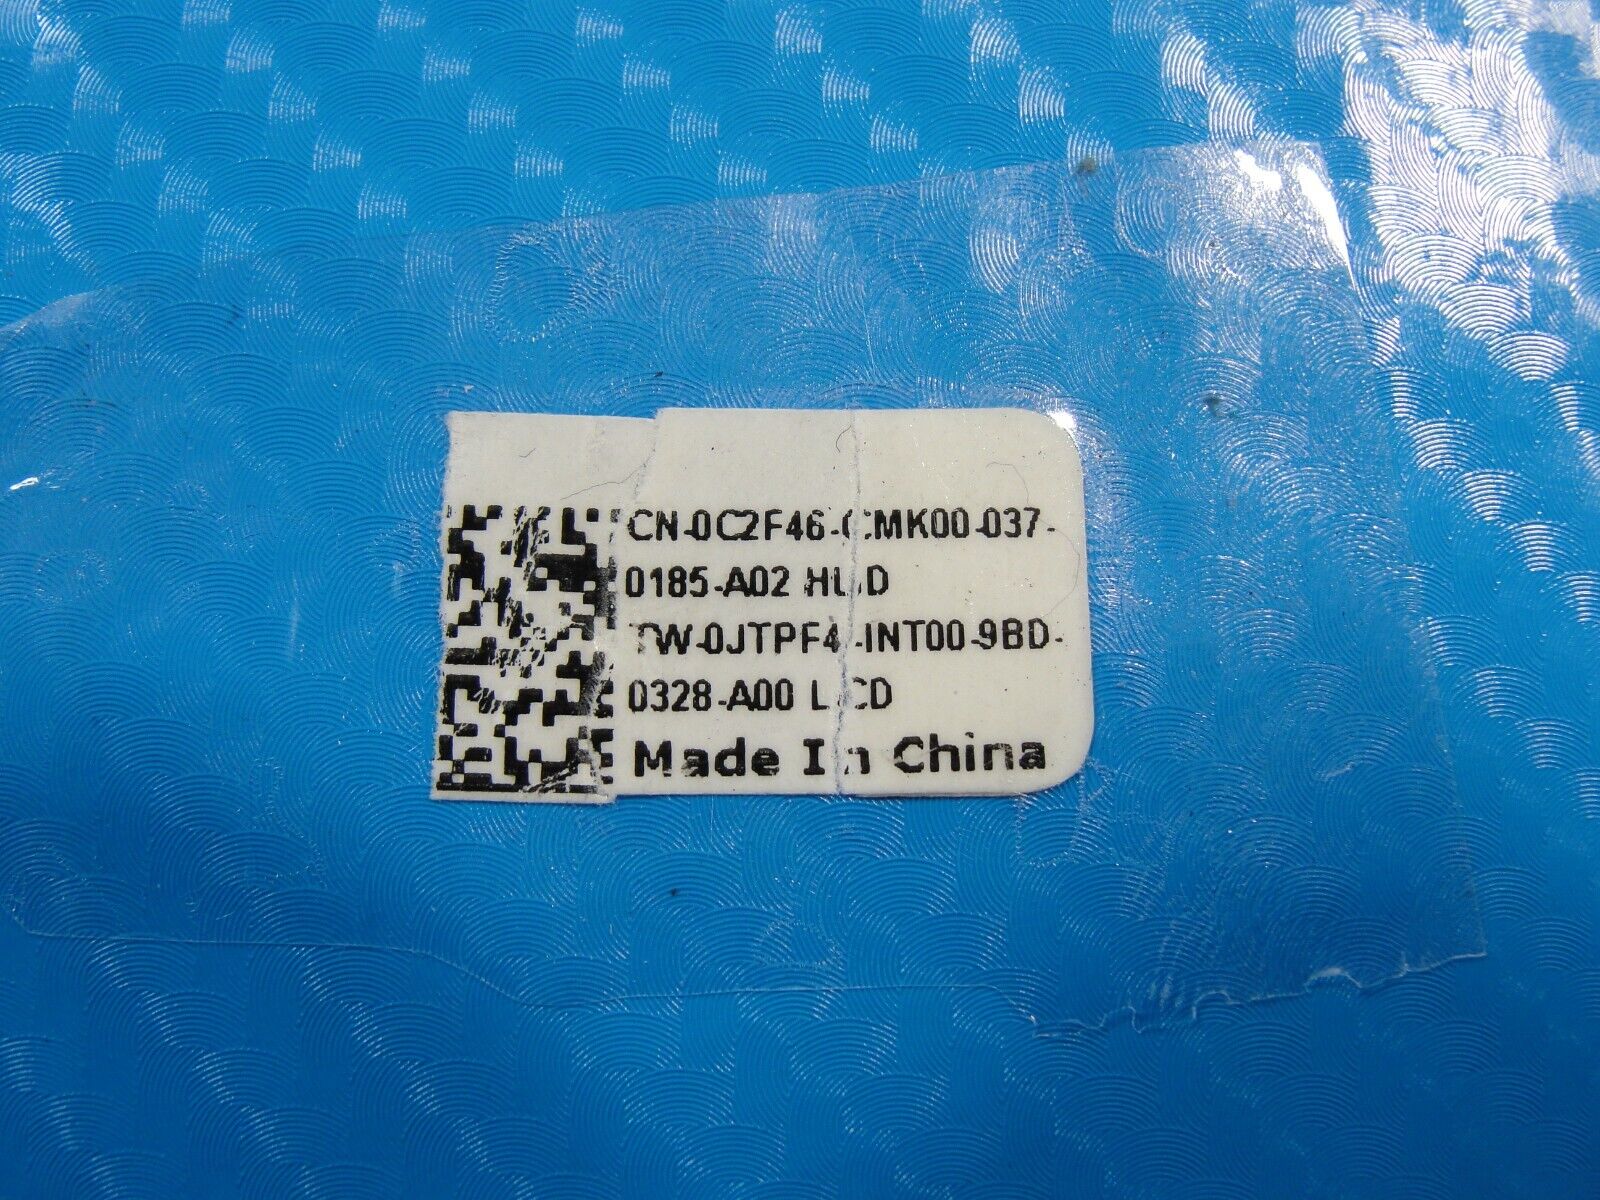 CN-0C2F46-CMK00-037-
0185-A02 HUD
TW-0JTPF4-INT00-9BD-
0328-A00 LCD
Made In China